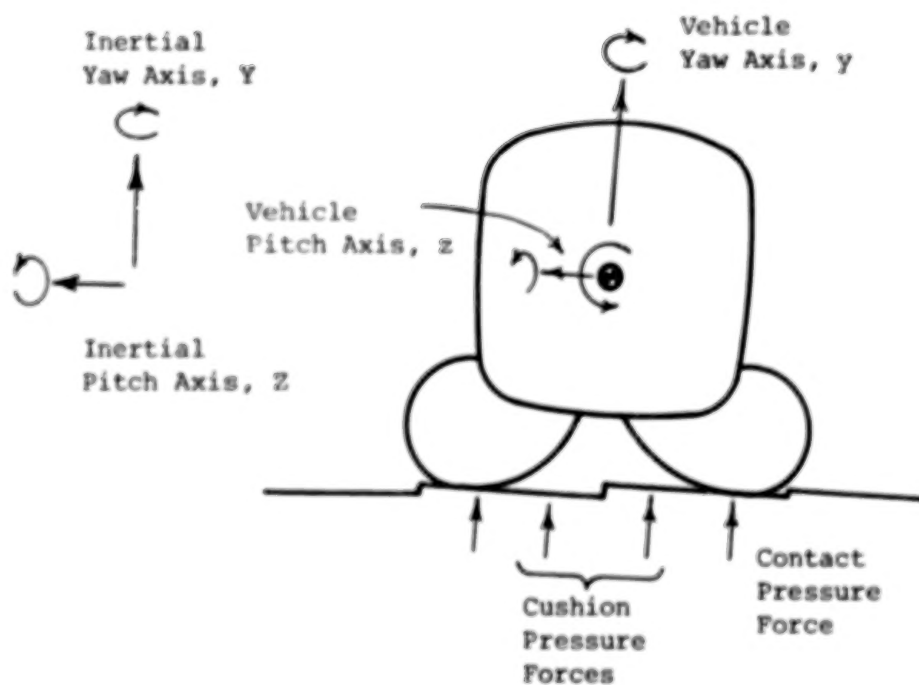 Inertial
Yaw Axis, Y
Vehicle
Yaw Axis, y
Vehicle
Pitch Axis, z
Inertial
Pitch Axis, Z
Cushion
Pressure
Forces
Contact
Pressure
Force